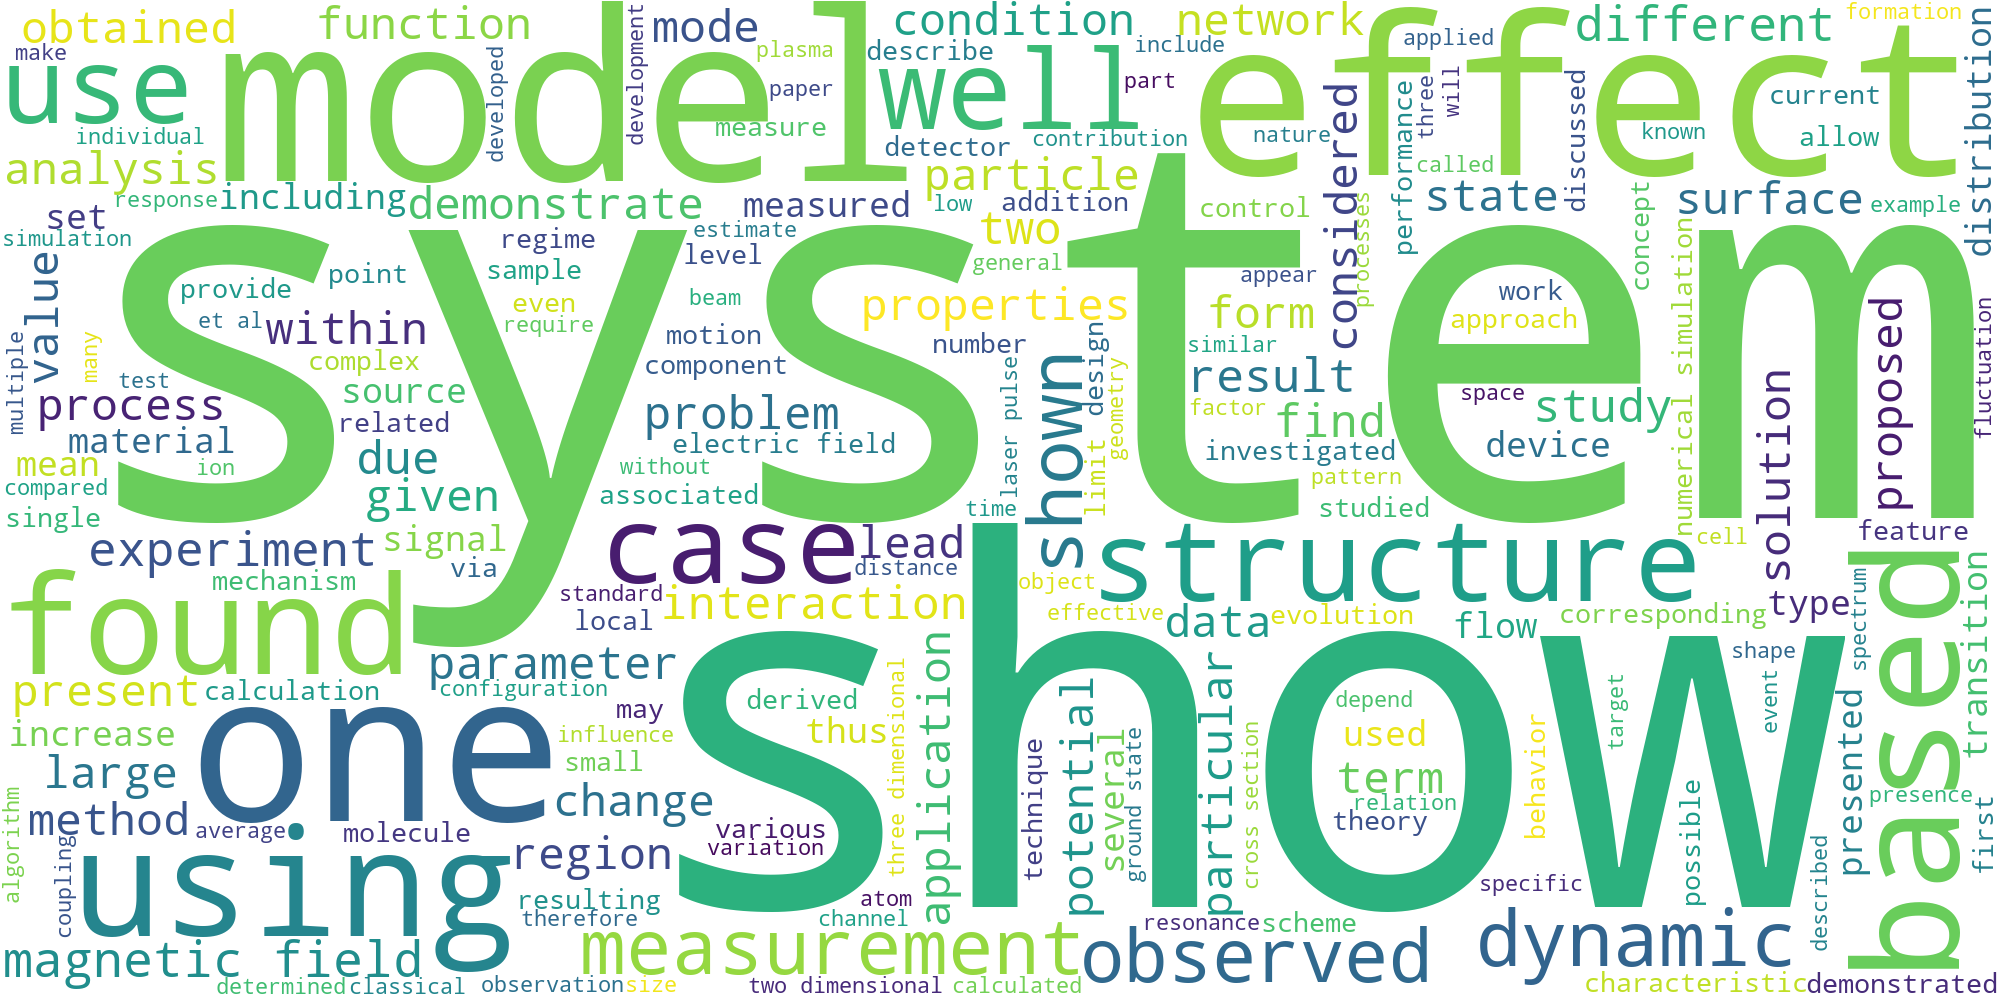 obtained
function
mode
condition
network
different
formation
make
use
model
developed
development
plasma
paper
describe
well
include
part
effect
applied
three
will
discussed
current
distribution
individual
measure
detector
contribution
nature
considered
performance
called
known
allow
analysis
response
including
demonstrate
measured
particle
low
addition
control
processes
state
concept
surface
example
set
simulation
regime
estimate
level
two
general
system
appear
numerical simulation
value
provide
point
sample
beam
properties
form
work
approach
proposed
fluctuation
et al
within
even
require
motion
number
similar
multiple
many
complex
component
shown
design
result
test
source
laser pulse
geometry
factor
space
study
solution
process
related
problem
find
material
electric field
investigated
device
mean
ion
due
without
limit
pattern
compared
given
associated
time
studied
single
signal
case
lead
structure
cell
feature
experiment
via
distance
mechanism
standard
object
based
transition
found
interaction
effective
data
evolution
flow
corresponding
type
spectrum
local
show
parameter
application
shape
present
calculation
configuration
derived
three dimensional
potential
particular
depend
target
event
presented
increase
may
influence
thus
several
ground state
used
behavior
one
small
technique
cross section
term
possible
large
change
relation
presence
first
algorithm
method
average
molecule
various
variation
theory
described
using
coupling
region
resulting
atom
specific
therefore
channel
resonance
scheme
dynamic
magnetic field
measurement
observed
determined
classical
observation
size
two dimensional
calculated
characteristic
demonstrated